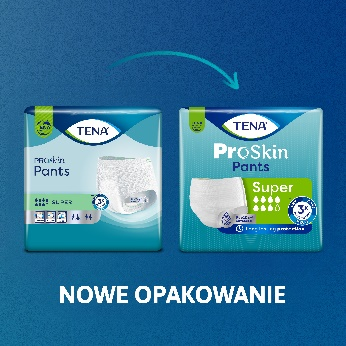 TENA
PROskin
Pants
SUPER
TENA
ProSkin
Pants
Super
NOWE OPAKOWANIE